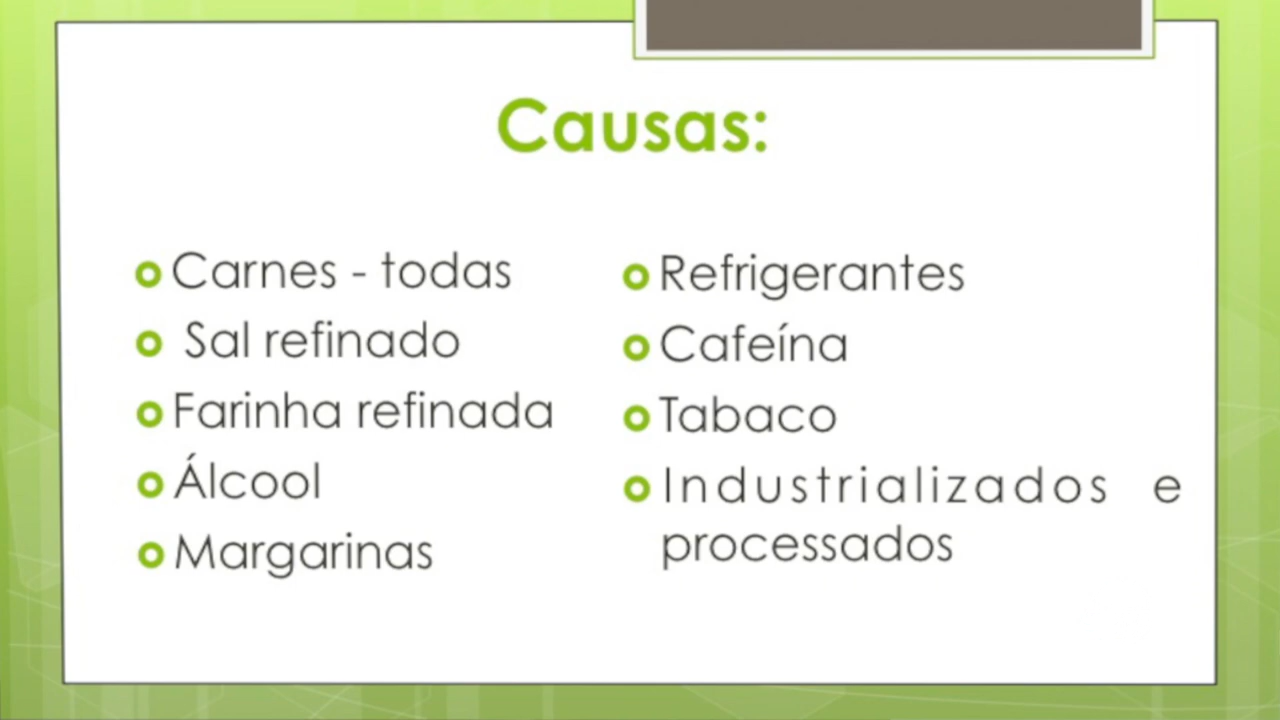 Causas:
Carnes - todas
Sal refinado
Farinha refinada
Álcool
Margarinas
Refrigerantes
Cafeína
Tabaco
Industrializados e
processados